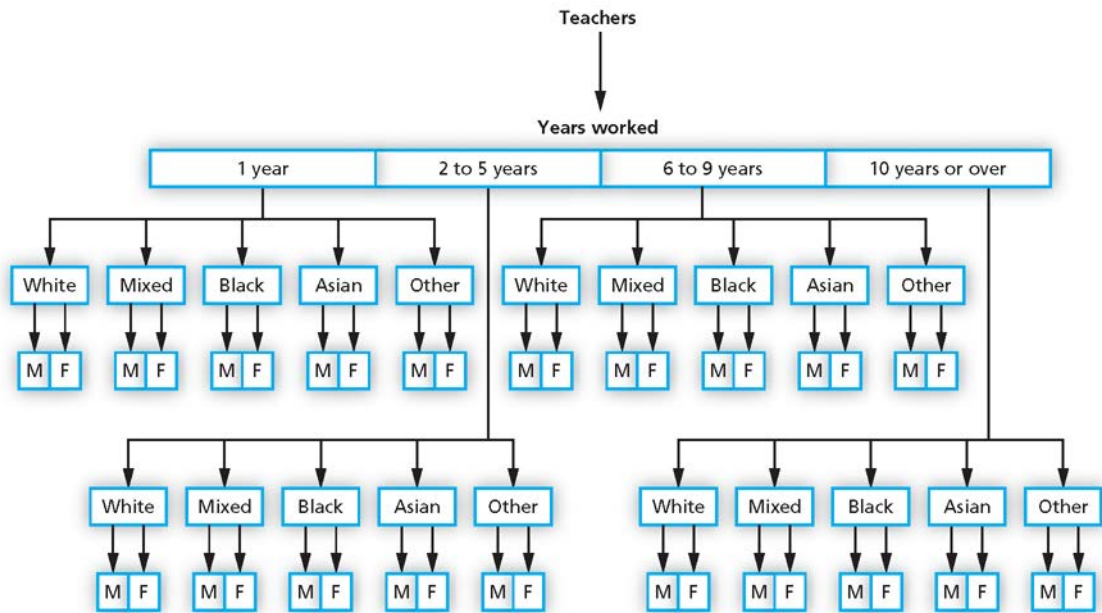 Teachers
Years worked
1 year 2 to 5 years 6 to 9 years 10 years or over
White Mixed Black Asian Other White Mixed Black Asian Other
M F M F M F M F M F M F M F M F M F M F
White Mixed Black Asian Other White Mixed Black Asian Other
M F M F M F M F M F M F M F M F M F M F